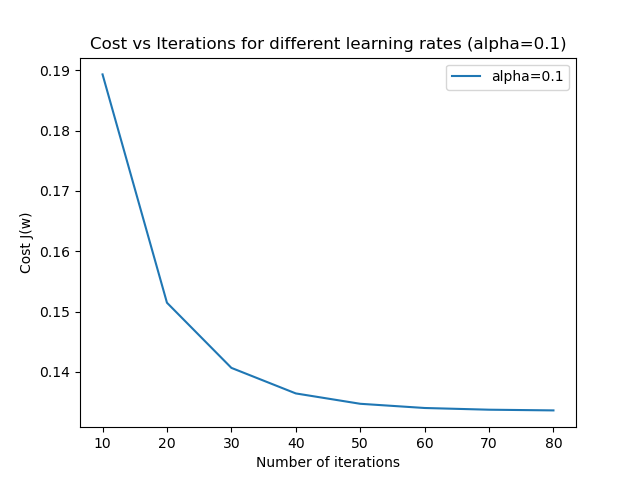 Cost vs Iterations for different learning rates (alpha=0.1)
alpha=0.1
0.19
0.18
0.17
0.16
0.15
0.14
Cost J(w)
10 20 30 40 50 60 70 80
Number of iterations